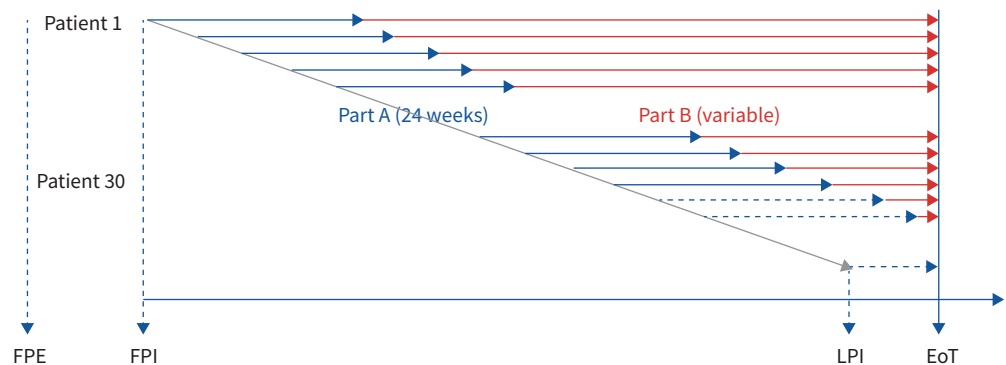 Patient 1
Part A (24 weeks)
Part B (variable)
Patient 30
FPE
FPI
LPI
EoT